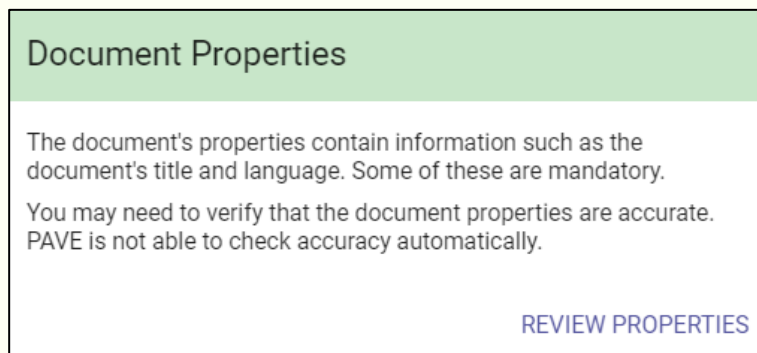 Document Properties
The document's properties contain information such as the
document's title and language. Some of these are mandatory.
You may need to verify that the document properties are accurate.
PAVE is not able to check accuracy automatically.
REVIEW PROPERTIES